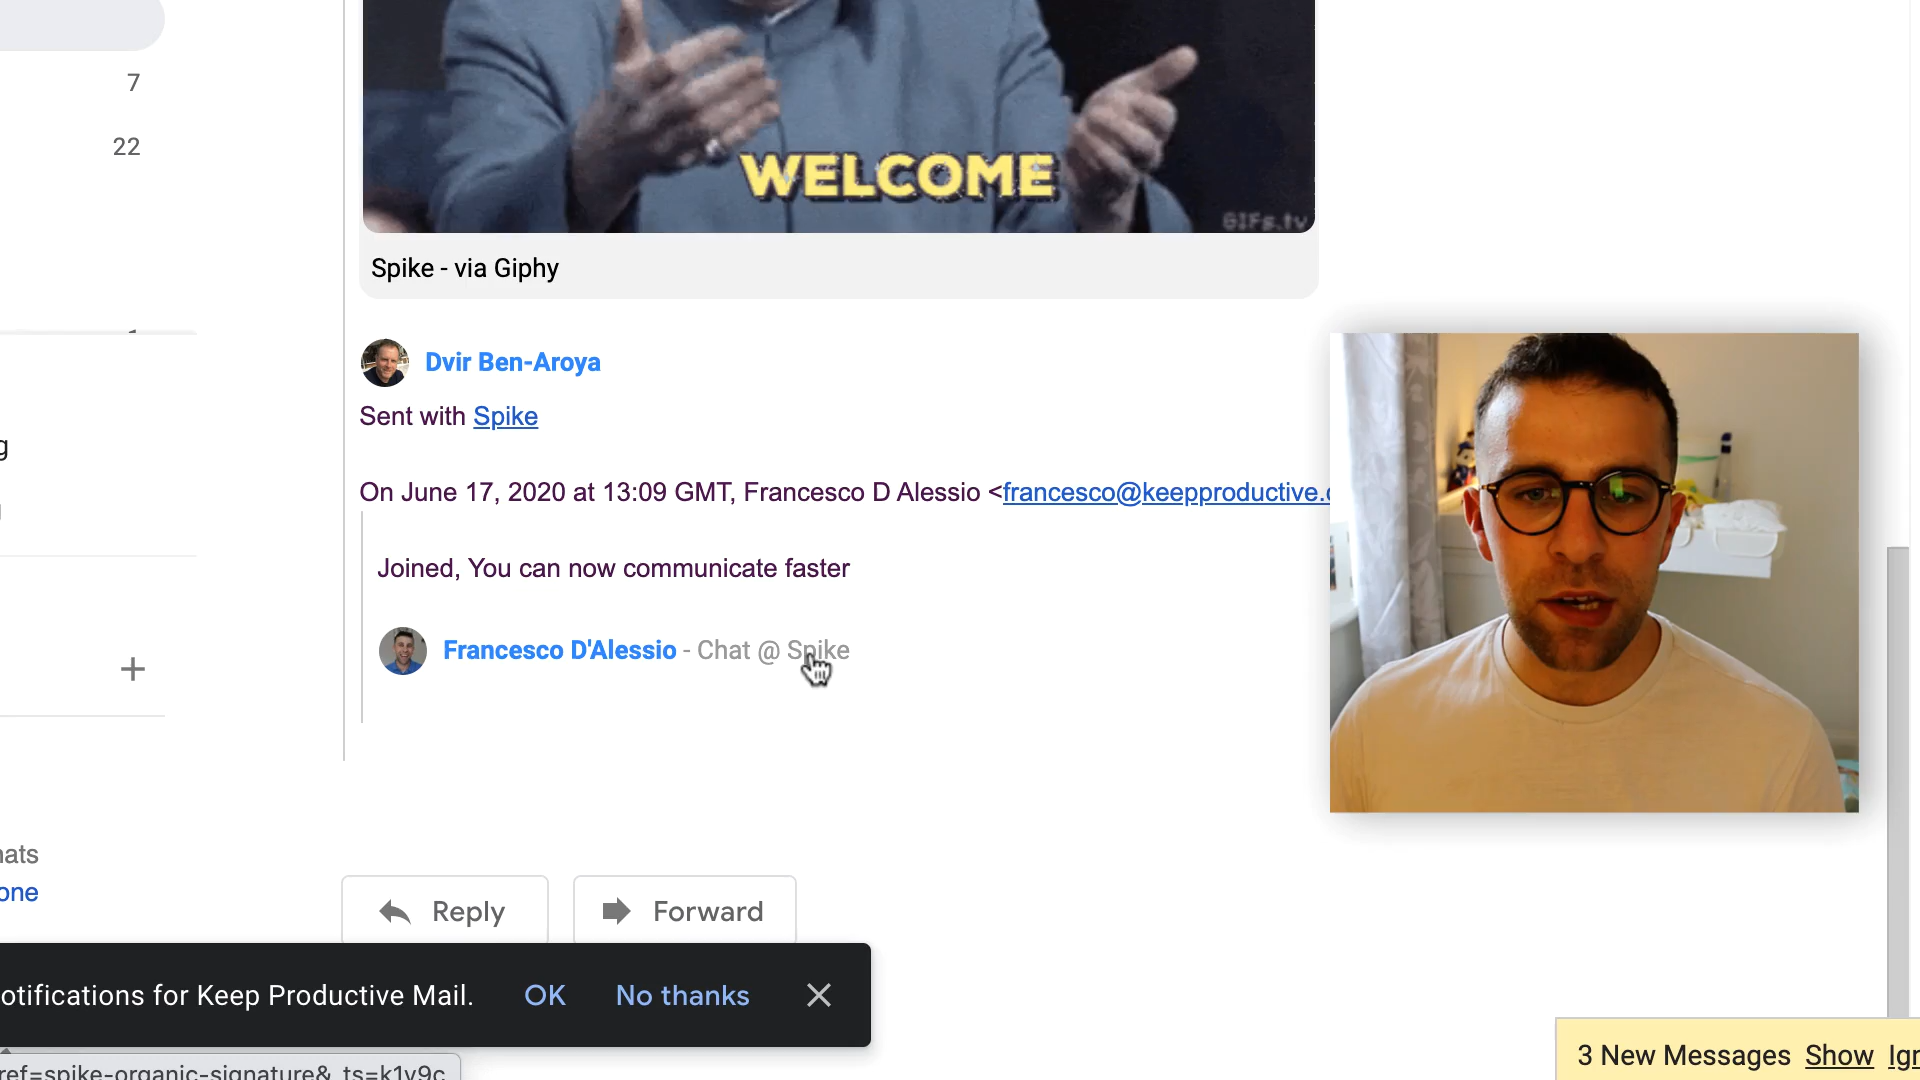 7
22
WELCOME
GIFs.tv
Spike - via Giphy
Dvir Ben-Aroya
Sent with Spike
g
On June 17, 2020 at 13:09 GMT, Francesco D Alessio <francesco@keepproductive.
Joined, You can now communicate faster
Francesco D'Alessio - Chat @ Spike
hats
one
Reply
Forward
otifications for Keep Productive Mail. OK No thanks
ref=spike-organic-signature&_ts=k1v9c
3 New Messages Show Ign